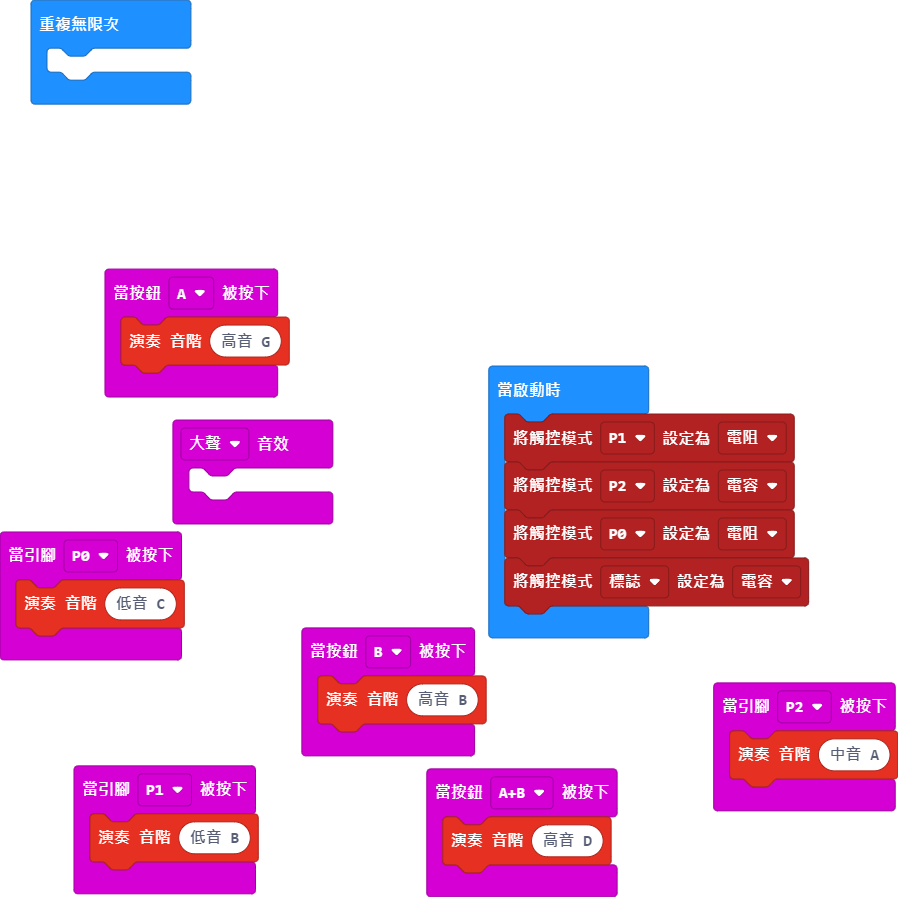 重複無限次
當按鈕 A 被按下
演奏 音階 高音 G
大聲 音效
當啟動時
將觸控模式 P1 設定為 電阻
將觸控模式 P2 設定為 電容
將觸控模式 P0 設定為 電阻
將觸控模式 標誌 設定為 電容
當引腳 P0 被按下
演奏 音階 低音 C
當按鈕 B 被按下
演奏 音階 高音 B
當引腳 P2 被按下
演奏 音階 中音 A
當引腳 P1 被按下
演奏 音階 低音 B
當按鈕 A+B 被按下
演奏 音階 高音 D